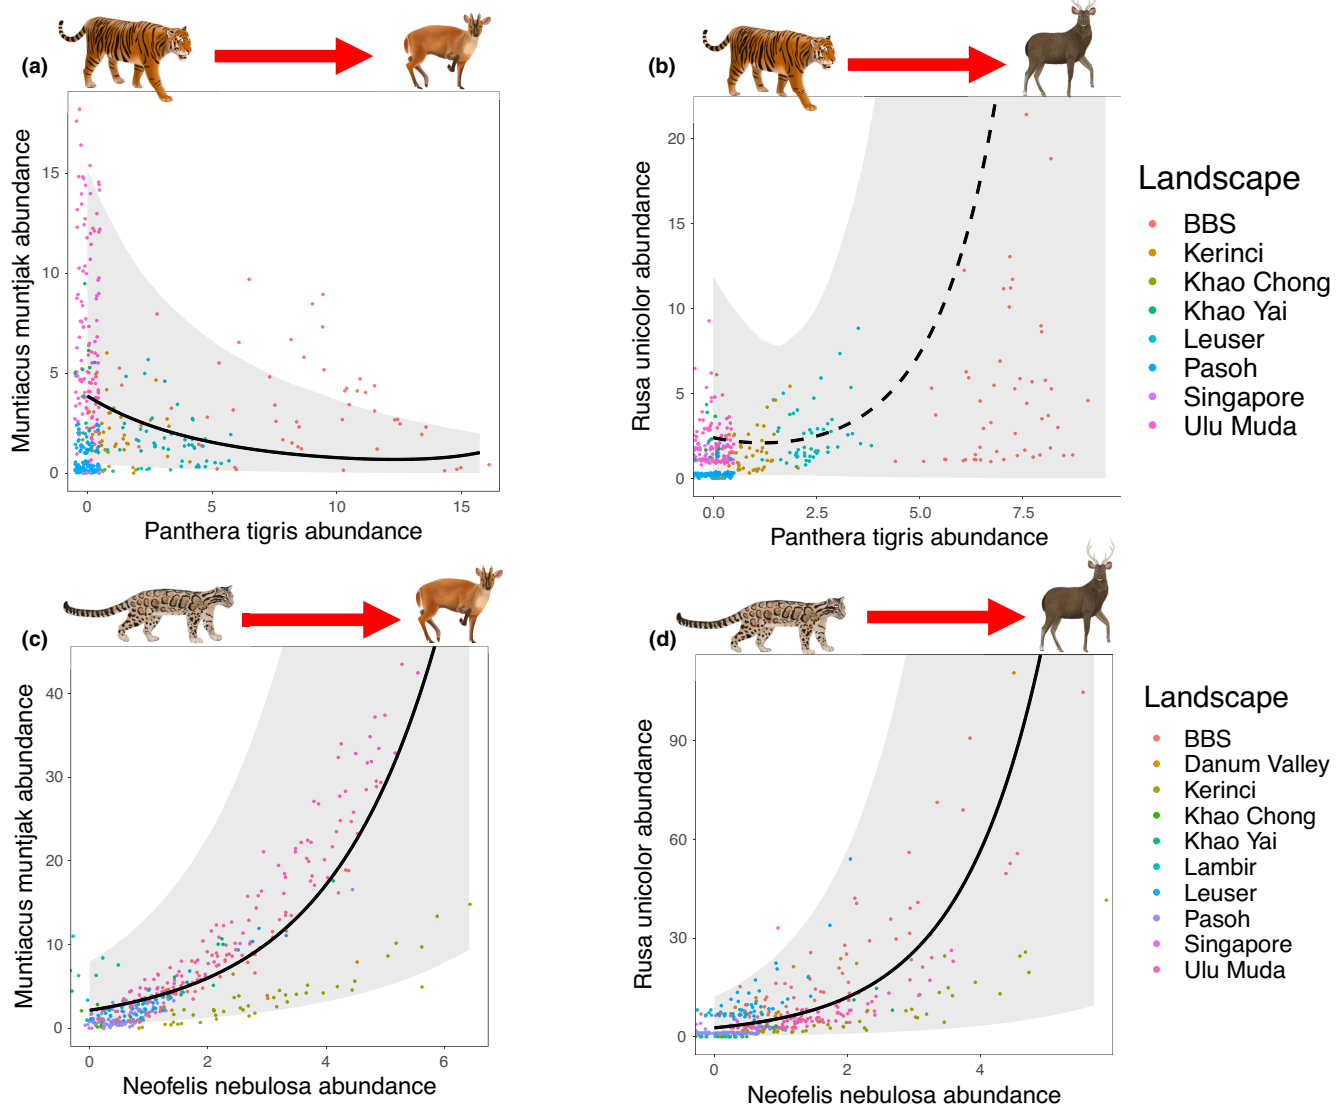 (a)
Muntiacus muntjak abundance
15
10
5
0
0
5
10
15
Panthera tigris abundance
(b)
Rusa unicolor abundance
20
15
10
5
0
0.0
2.5
5.0
7.5
Panthera tigris abundance
Landscape
BBS
Kerinci
Khao Chong
Khao Yai
Leuser
Pasoh
Singapore
Ulu Muda
(c)
Muntiacus muntjak abundance
40
30
20
10
0
0
2
4
6
Neofelis nebulosa abundance
(d)
Rusa unicolor abundance
90
60
30
0
0
2
4
Neofelis nebulosa abundance
Landscape
BBS
Danum Valley
Kerinci
Khao Chong
Khao Yai
Lambir
Leuser
Pasoh
Singapore
Ulu Muda